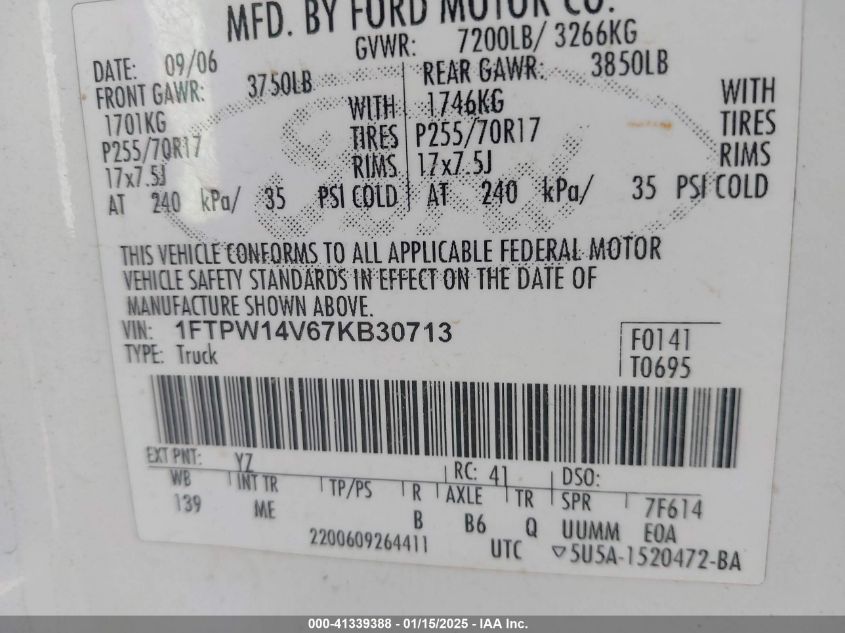 MFD. BY FORD MOTOR CO.
DATE: 09/06 GVWR: 7200LB/ 3266KG
FRONT GAWR: 3750LB REAR GAWR: 3850LB
1701KG WITH 1746KG WITH
P255/70R17 TIRES P255/70R17 TIRES
17x7.5J RIMS 17x7.5J RIMS
AT 240 kPa/ 35 PSI COLD AT 240 kPa/ 35 PSI COLD
THIS VEHICLE CONFORMS TO ALL APPLICABLE FEDERAL MOTOR
VEHICLE SAFETY STANDARDS IN EFFECT ON THE DATE OF
MANUFACTURE SHOWN ABOVE.
VIN: 1FTPW14V67KB30713 F0141
TYPE: Truck T0695
EXT PNT: YZ RC: 41 DSO:
WB INT TR TP/PS R AXLE TR SPR 7F614
139 ME B B6 Q UUMM E0A
2200609264411 UTC ▽5U5A-1520472-BA
000-41339388 - 01/15/2025 - IAA Inc.